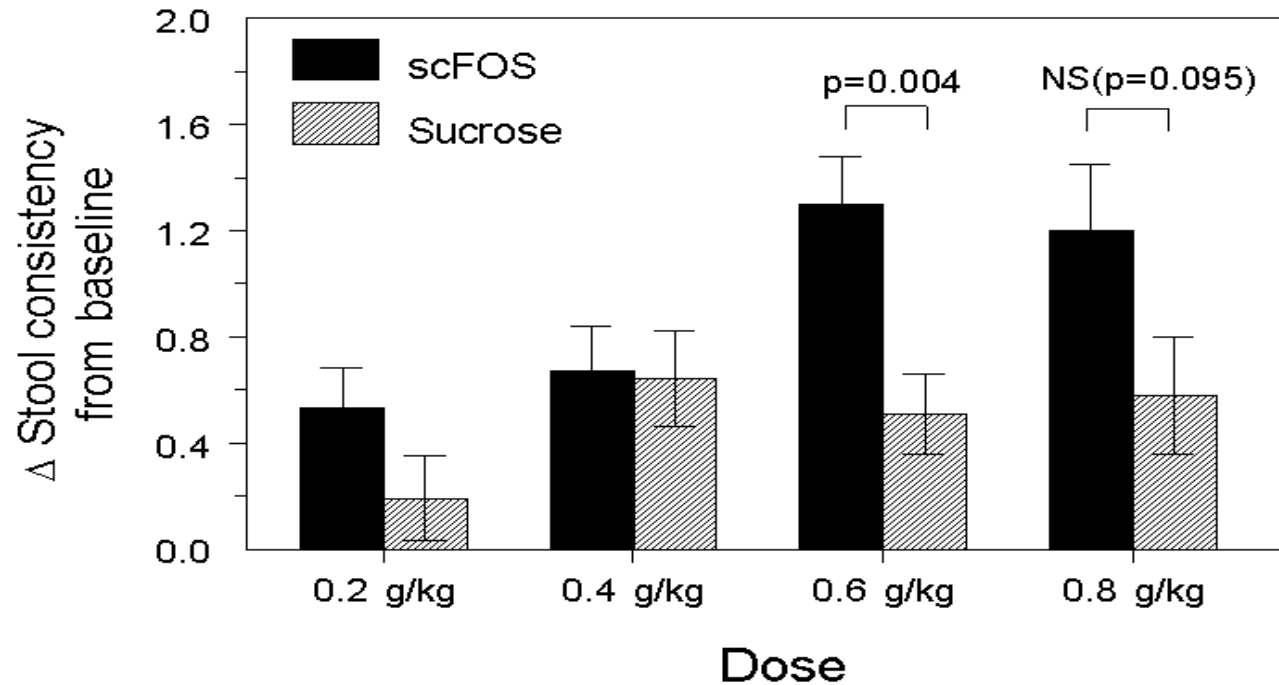 Δ Stool consistency
from baseline
2.0
1.6
1.2
0.8
0.4
0.0
scFOS
Sucrose
p=0.004
NS(p=0.095)
0.2 g/kg
0.4 g/kg
0.6 g/kg
0.8 g/kg
Dose